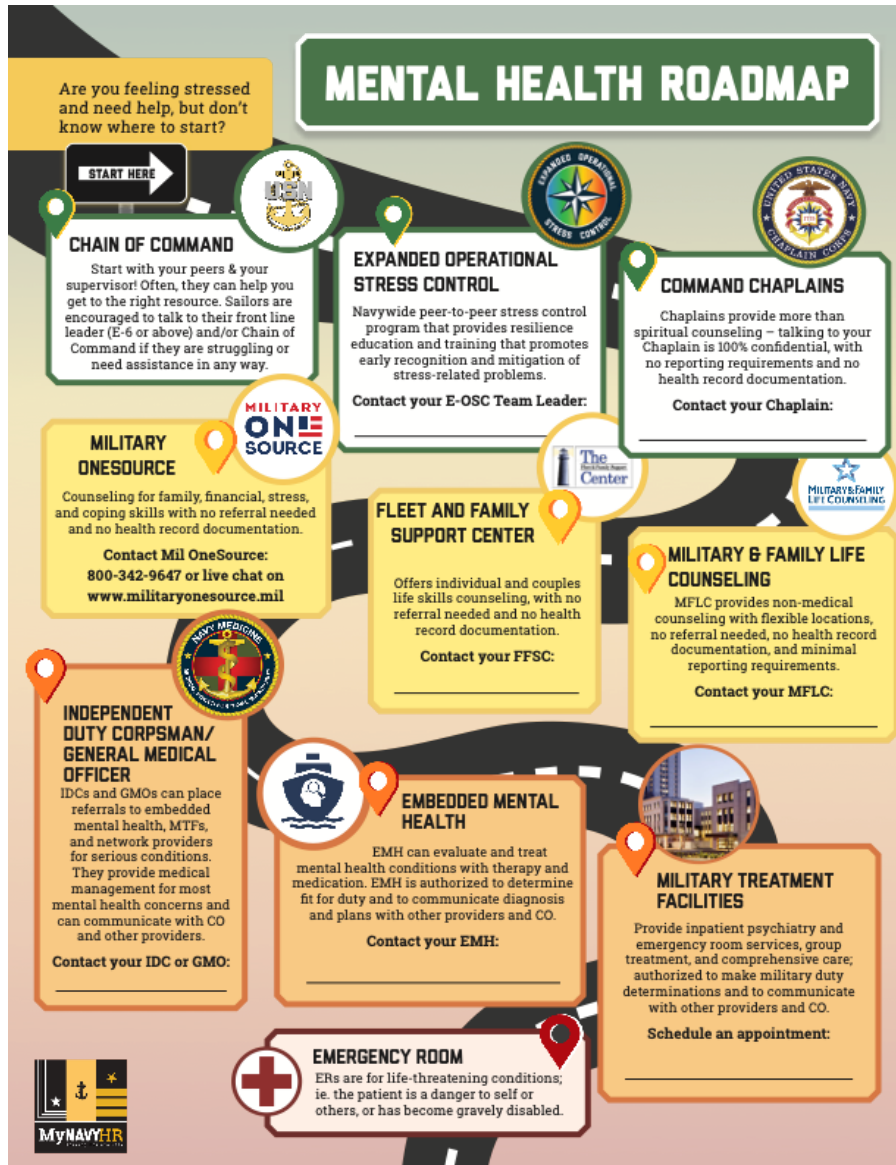 MENTAL HEALTH ROADMAP
Are you feeling stressed
and need help, but don't
know where to start?
START HERE
USN
CHAIN OF COMMAND
Start with your peers & your
supervisor! Often, they can help you
get to the right resource. Sailors are
encouraged to talk to their front line
leader (E-6 or above) and/or Chain of
Command if they are struggling or
need assistance in any way.
EXPANDED OPERATIONAL
STRESS CONTROL
EXPANDED OPERATIONAL
STRESS CONTROL
Navywide peer-to-peer stress control
program that provides resilience
education and training that promotes
early recognition and mitigation of
stress-related problems.
Contact your E-OSC Team Leader:
UNITED STATES NAVY
CHAPLAIN CORPS
COMMAND CHAPLAINS
Chaplains provide more than
spiritual counseling – talking to your
Chaplain is 100% confidential, with
no reporting requirements and no
health record documentation.
Contact your Chaplain:
MILITARY
ONE
SOURCE
MILITARY
ONESOURCE
Counseling for family, financial, stress,
and coping skills with no referral needed
and no health record documentation.
Contact Mil OneSource:
800-342-9647 or live chat on
www.militaryonesource.mil
The
Fleet & Family Support
Center
FLEET AND FAMILY
SUPPORT CENTER
Offers individual and couples
life skills counseling, with no
referral needed and no health
record documentation.
Contact your FFSC:
MILITARY & FAMILY
LIFE COUNSELING
MILITARY & FAMILY LIFE
COUNSELING
MFLC provides non-medical
counseling with flexible locations,
no referral needed, no health record
documentation, and minimal
reporting requirements.
Contact your MFLC:
NAVY MEDICINE
INDEPENDENT
DUTY CORPSMAN/
GENERAL MEDICAL
OFFICER
IDCs and GMOs can place
referrals to embedded
mental health, MTFs,
and network providers
for serious conditions.
They provide medical
management for most
mental health concerns and
can communicate with CO
and other providers.
Contact your IDC or GMO:
EMBEDDED MENTAL
HEALTH
EMH can evaluate and treat
mental health conditions with therapy and
medication. EMH is authorized to determine
fit for duty and to communicate diagnosis
and plans with other providers and CO.
Contact your EMH:
MILITARY TREATMENT
FACILITIES
Provide inpatient psychiatry and
emergency room services, group
treatment, and comprehensive care;
authorized to make military duty
determinations and to communicate
with other providers and CO.
Schedule an appointment:
EMERGENCY ROOM
ERs are for life-threatening conditions;
ie. the patient is a danger to self or
others, or has become gravely disabled.
MyNAVYHR